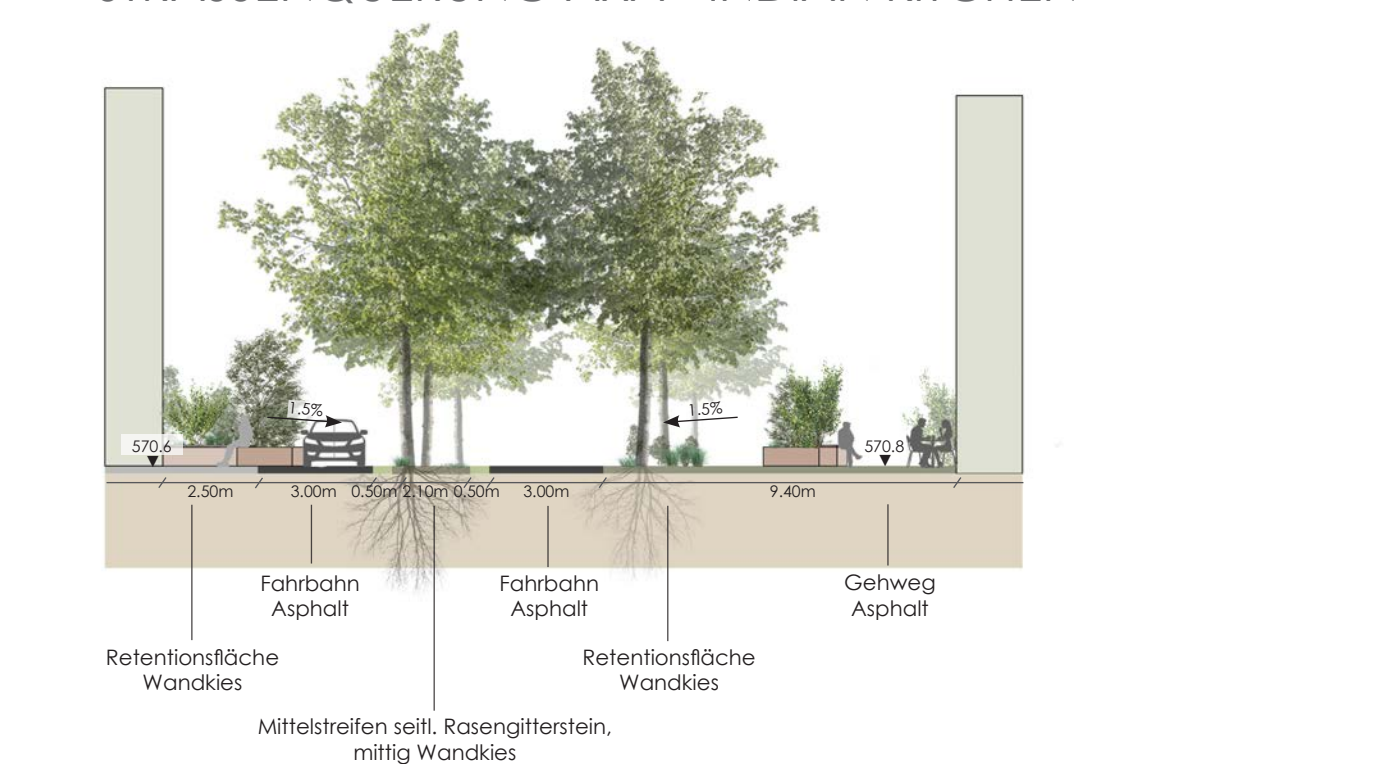 1.5%
1.5%
570.6
570.8
2.50m 3.00m 0.50m 2.10m 0.50m 3.00m 9.40m
Fahrbahn
Asphalt
Fahrbahn
Asphalt
Gehweg
Asphalt
Retentionsfläche
Wandkies
Retentionsfläche
Wandkies
Mittelstreifen seitl. Rasengitterstein,
mittig Wandkies